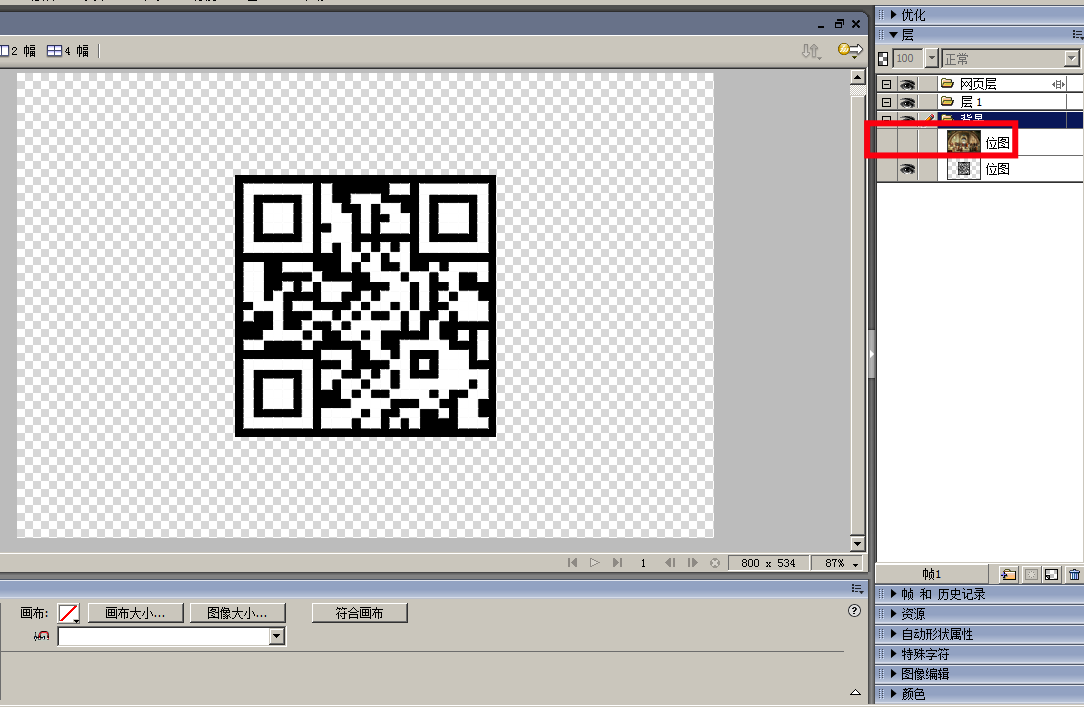 优化
层
2 幅 4 幅
100 正常
网页层
层 1
背景
位图
位图
1 800 x 534 87%
帧1
画布: 画布大小... 图像大小... 符合画布
帧 和 历史记录
资源
自动形状属性
特殊字符
图像编辑
颜色